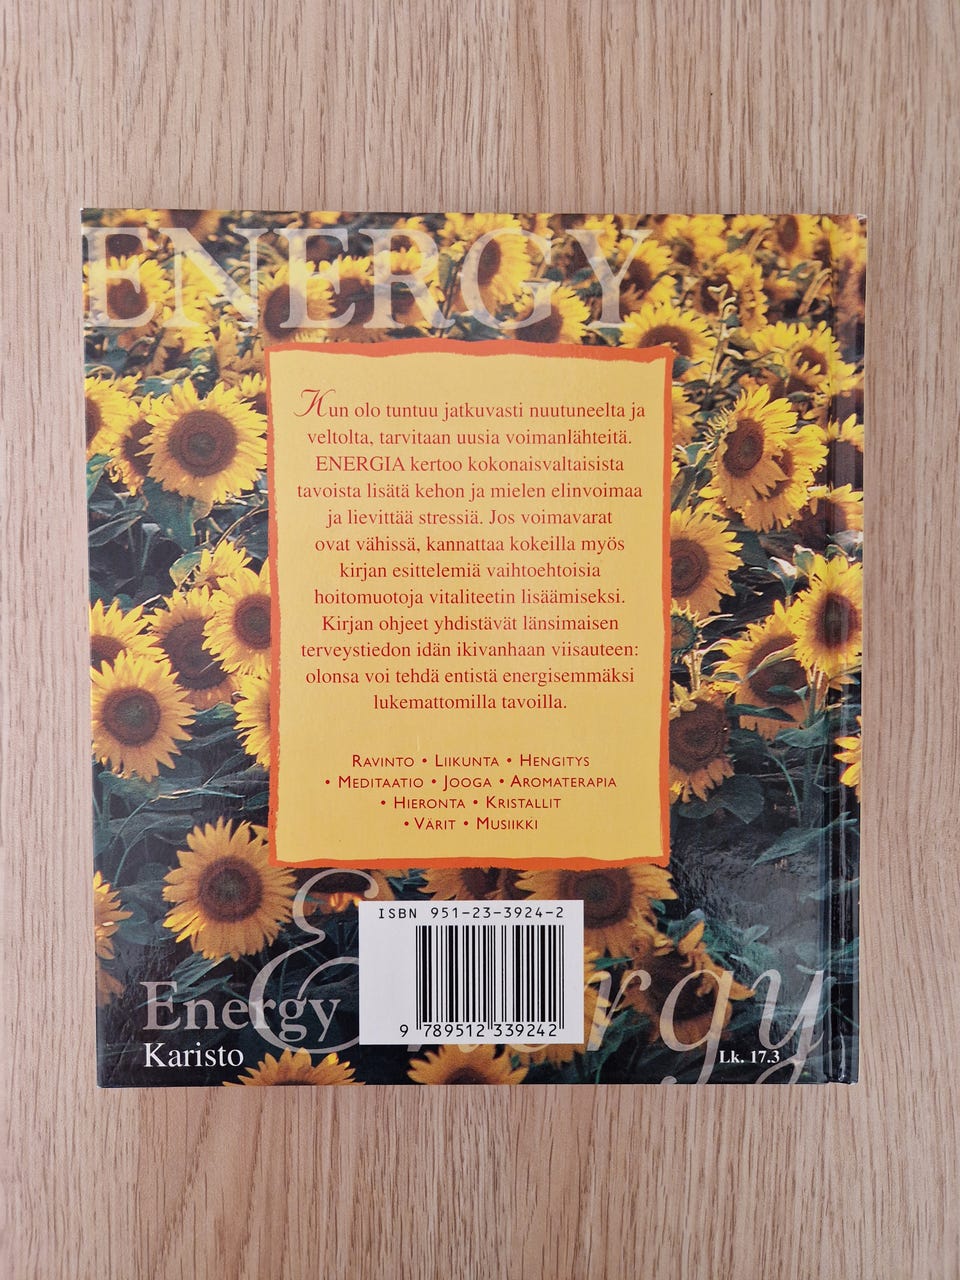 ENERGY
Kun olo tuntuu jatkuvasti nuutuneelta ja
veltolta, tarvitaan uusia voimanlähteitä.
ENERGIA kertoo kokonaisvaltaisista
tavoista lisätä kehon ja mielen elinvoimaa
ja lievittää stressiä. Jos voimavarat
ovat vähissä, kannattaa kokeilla myös
kirjan esittelemiä vaihtoehtoisia
hoitomuotoja vitaliteetin lisäämiseksi.
Kirjan ohjeet yhdistävät länsimaisen
terveystiedon idän ikivanhaan viisauteen:
olonsa voi tehdä entistä energisemmäksi
lukemattomilla tavoilla.
RAVINTO • LIIKUNTA • HENGITYS
• MEDITAATIO • JOOGA • AROMATERAPIA
• HIERONTA • KRISTALLIT
• VÄRIT • MUSIIKKI
ISBN 951-23-3924-2
9 789512 339242
Energy
Energy
Karisto
Lk. 17.3